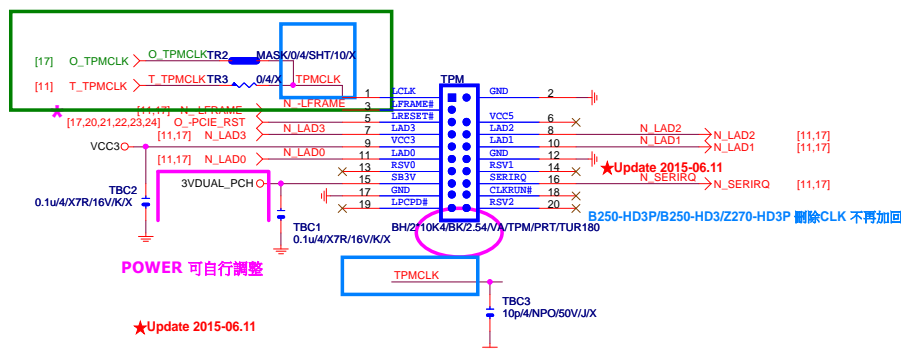 [17] O_TPMCLK O_TPMCLK TR2 MASK/0/4/SHT/10/X
[11] T_TPMCLK T_TPMCLK TR3 0/4/X TPMCLK
TPM
1 LCLK GND 2
[11,17] N_-LFRAME N_-LFRAME 3 LFRAME#
[17,20,21,22,23,24] O_-PCIE_RST 5 LRESET# VCC5 6
[11,17] N_LAD3 N_LAD3 7 LAD3 LAD2 8 N_LAD2 N_LAD2 [11,17]
VCC3 9 VCC3 LAD1 10 N_LAD1 N_LAD1 [11,17]
[11,17] N_LAD0 N_LAD0 11 LAD0 GND 12
13 RSV0 RSV1 14 ★Update 2015-06.11
3VDUAL_PCH 15 SB3V SERIRQ 16 N_SERIRQ N_SERIRQ [11,17]
17 GND CLKRUN# 18
19 LPCPD# RSV2 20
TBC2
0.1u/4/X7R/16V/K/X
B250-HD3P/B250-HD3/Z270-HD3P 刪除CLK 不再加回
TBC1
0.1u/4/X7R/16V/K/X
BH/2*10K4/BK/2.54/VA/TPM/PRT/TUR180
POWER 可自行調整
TPMCLK
TBC3
10p/4/NPO/50V/J/X
★Update 2015-06.11